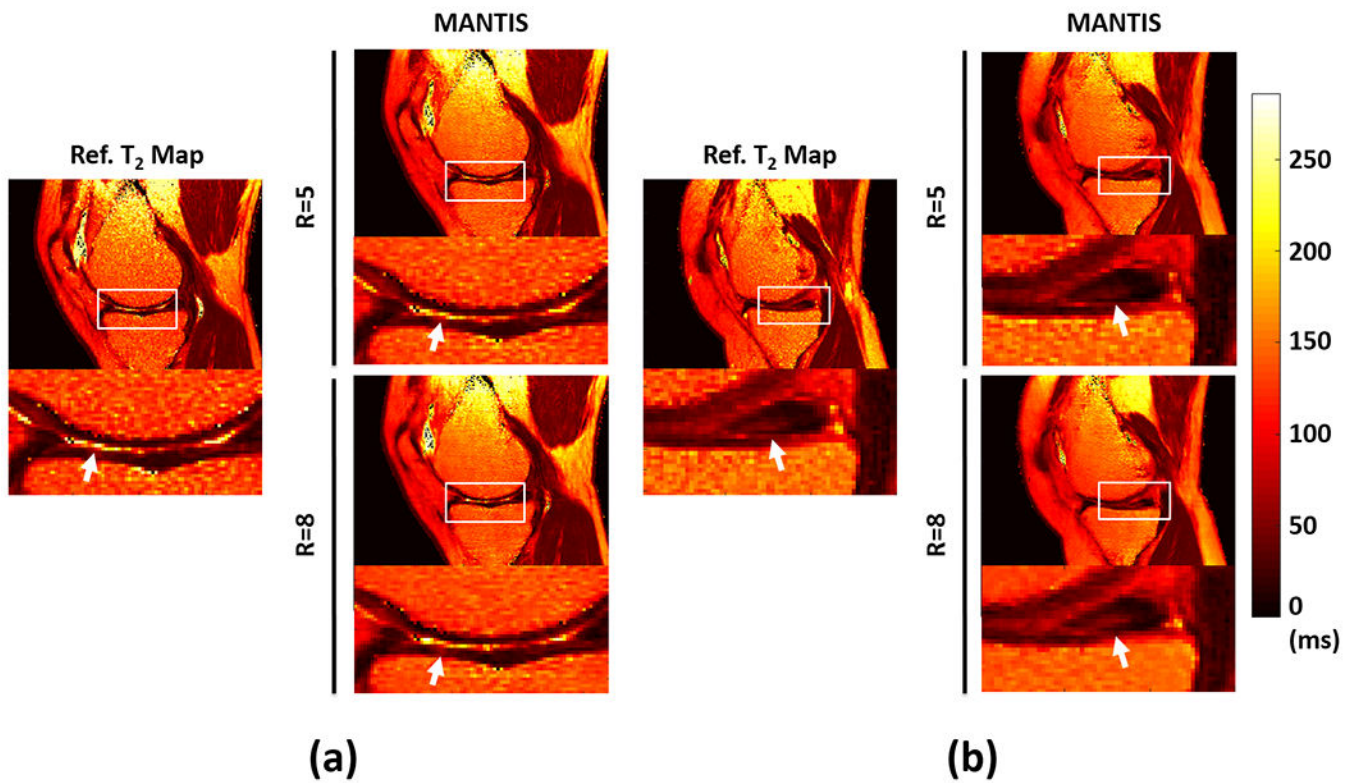 MANTIS
Ref. T2 Map
R=5
R=8
(a)
MANTIS
Ref. T2 Map
R=5
R=8
250
200
150
100
50
0
(ms)
(b)